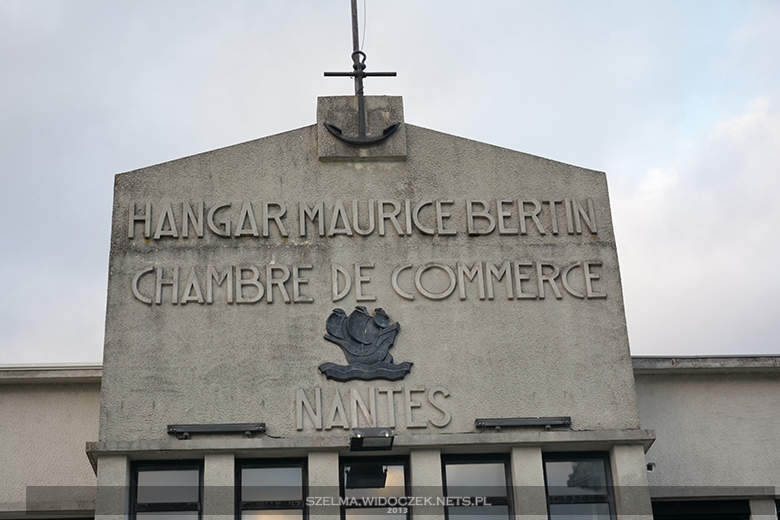 HANGAR MAURICE BERTIN
CHAMBRE DE COMMERCE
NANTES
SZELMA.WIDOCZEK.NETS.PL
2013